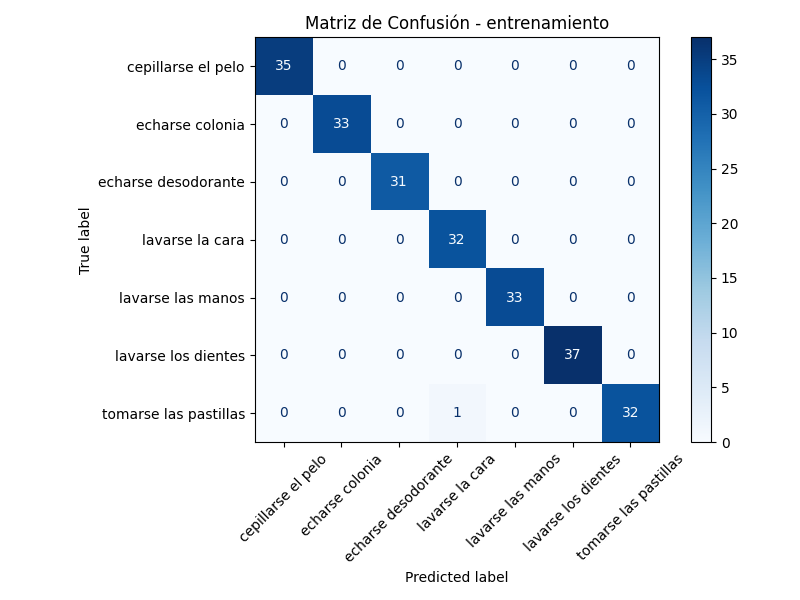 Matriz de Confusión - entrenamiento
cepillarse el pelo 35 0 0 0 0 0 0
echarse colonia 0 33 0 0 0 0 0
echarse desodorante 0 0 31 0 0 0 0
lavarse la cara 0 0 0 32 0 0 0
lavarse las manos 0 0 0 0 33 0 0
lavarse los dientes 0 0 0 0 0 37 0
tomarse las pastillas 0 0 0 1 0 0 32
True label
cepillarse el pelo
echarse colonia
echarse desodorante
lavarse la cara
lavarse las manos
lavarse los dientes
tomarse las pastillas
Predicted label
35
30
25
20
15
10
5
0